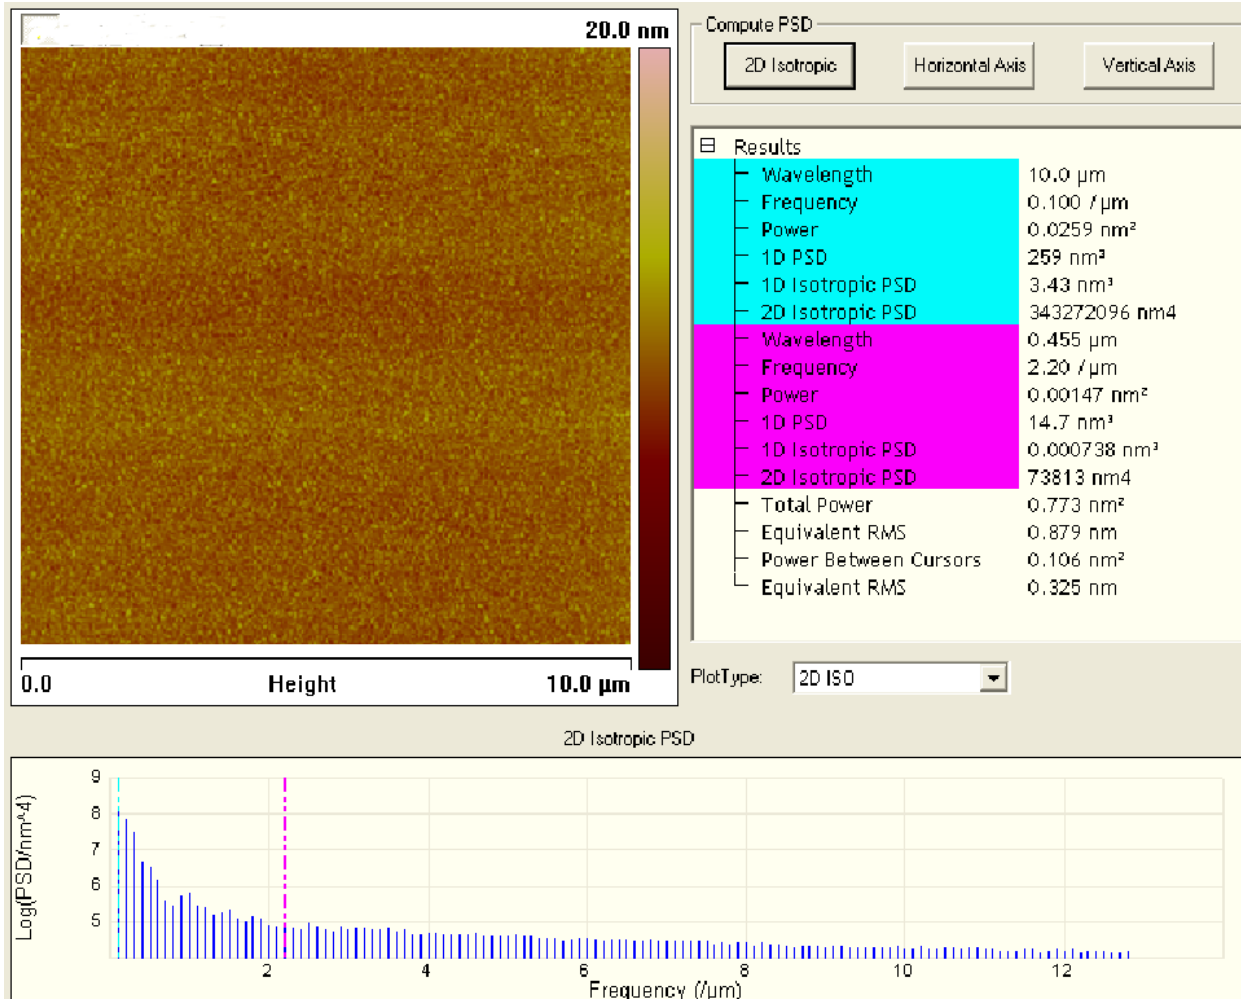 20.0 nm
0.0 Height 10.0 µm
Compute PSD
2D Isotropic Horizontal Axis Vertical Axis
Results
Wavelength 10.0 µm
Frequency 0.100 /µm
Power 0.0259 nm²
1D PSD 259 nm³
1D Isotropic PSD 3.43 nm³
2D Isotropic PSD 343272096 nm4
Wavelength 0.455 µm
Frequency 2.20 /µm
Power 0.00147 nm²
1D PSD 14.7 nm³
1D Isotropic PSD 0.000738 nm³
2D Isotropic PSD 73813 nm4
Total Power 0.773 nm²
Equivalent RMS 0.879 nm
Power Between Cursors 0.106 nm²
Equivalent RMS 0.325 nm
PlotType: 2D ISO
2D Isotropic PSD
Log(PSD/nm^4)
9
8
7
6
5
2 4 6 8 10 12
Frequency (/µm)